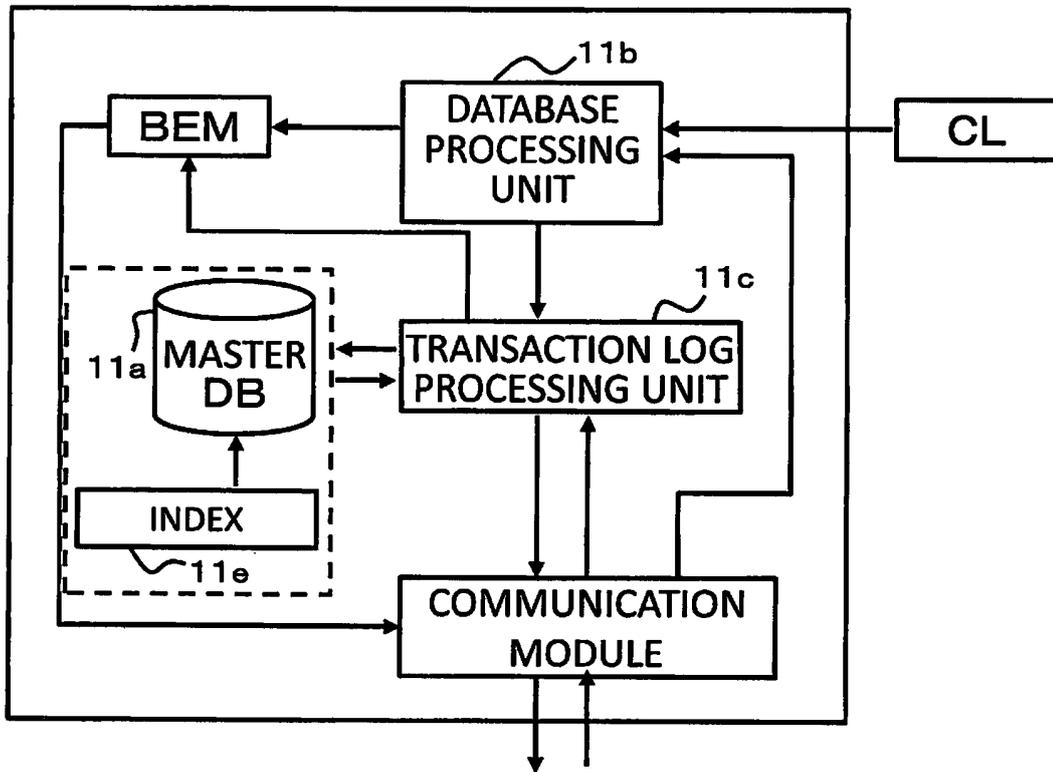 11b
DATABASE
PROCESSING
UNIT
BEM
CL
11c
TRANSACTION LOG
PROCESSING UNIT
11a
MASTER
DB
INDEX
11e
COMMUNICATION
MODULE